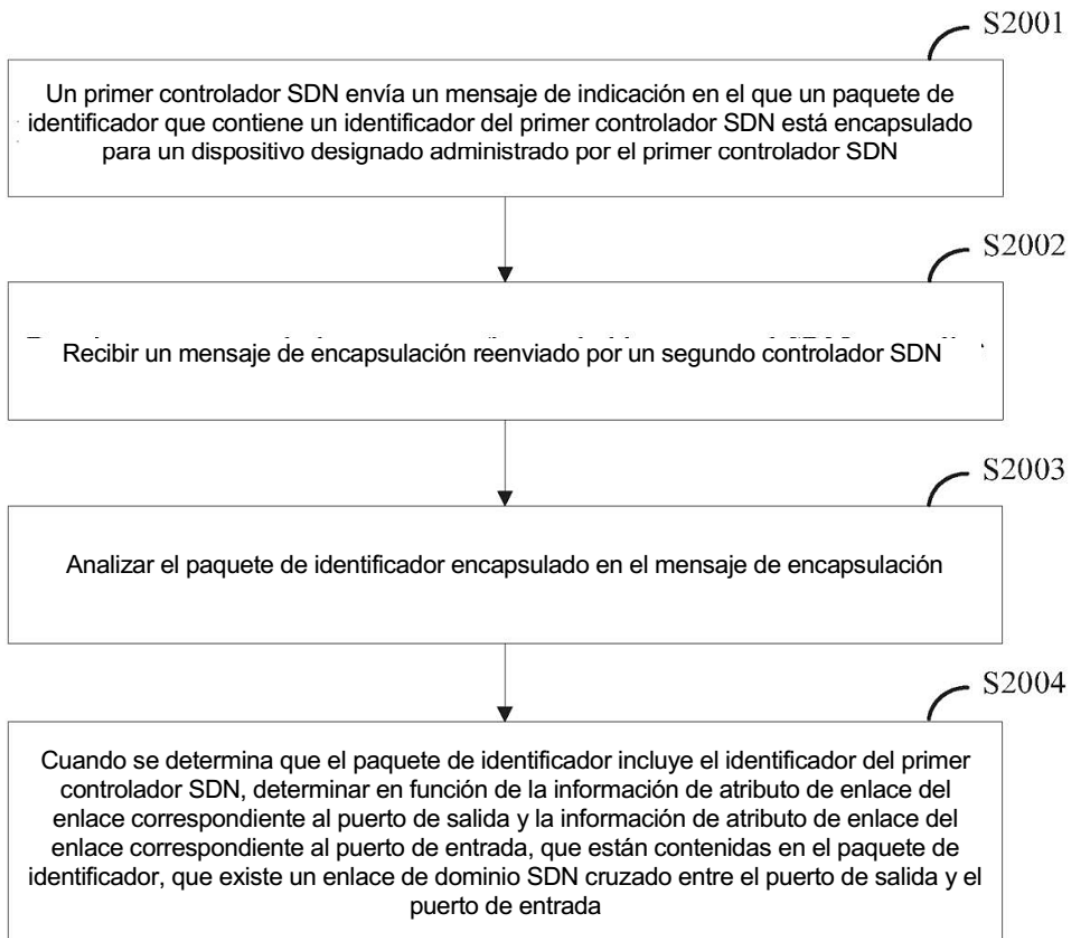 S2001
Un primer controlador SDN envía un mensaje de indicación en el que un paquete de
identificador que contiene un identificador del primer controlador SDN está encapsulado
para un dispositivo designado administrado por el primer controlador SDN
S2002
Recibir un mensaje de encapsulación reenviado por un segundo controlador SDN
S2003
Analizar el paquete de identificador encapsulado en el mensaje de encapsulación
S2004
Cuando se determina que el paquete de identificador incluye el identificador del primer
controlador SDN, determinar en función de la información de atributo de enlace del
enlace correspondiente al puerto de salida y la información de atributo de enlace del
enlace correspondiente al puerto de entrada, que están contenidas en el paquete de
identificador, que existe un enlace de dominio SDN cruzado entre el puerto de salida y el
puerto de entrada